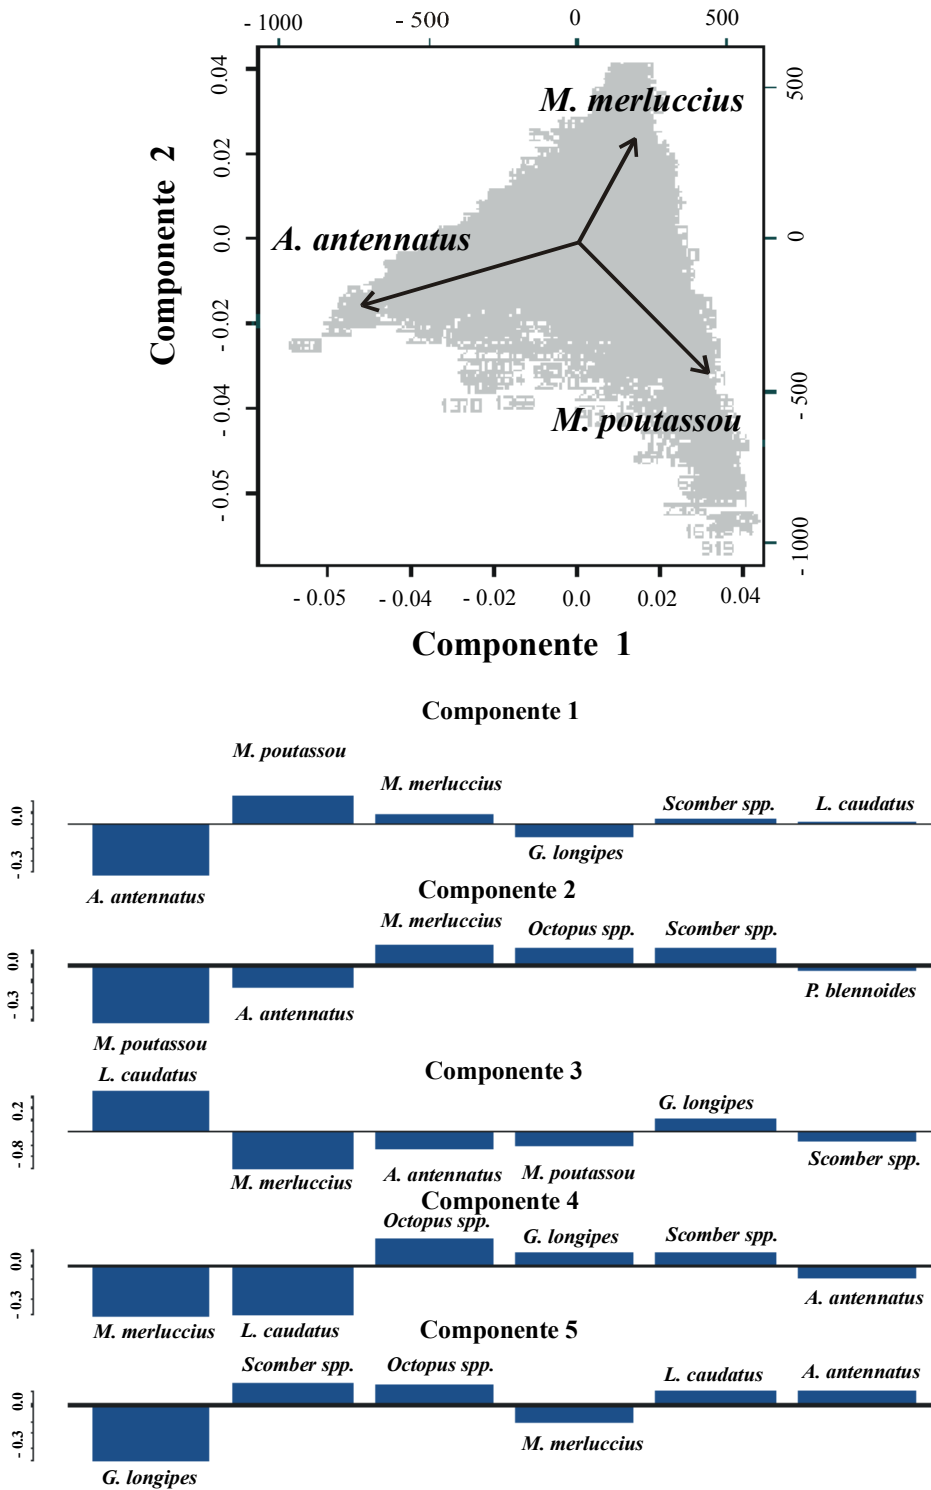 - 1000 - 500 0 500
0.04
500
M. merluccius
0.02
Componente 2
A. antennatus
0.0
0
- 0.02
- 500
- 0.04
1370
M. poutassou
- 0.05
919
- 1000
- 0.05 - 0.04 - 0.02 0.0 0.02 0.04
Componente 1
Componente 1
M. poutassou
M. merluccius
Scomber spp. L. caudatus
0.0
G. longipes
- 0.3
A. antennatus
Componente 2
M. merluccius Octopus spp. Scomber spp.
0.0
P. blennoides
- 0.3
A. antennatus
M. poutassou
L. caudatus
Componente 3
G. longipes
0.2
- 0.8
Scomber spp.
M. merluccius A. antennatus M. poutassou
Componente 4
Octopus spp.
G. longipes Scomber spp.
0.0
- 0.3
A. antennatus
M. merluccius L. caudatus
Componente 5
Scomber spp. Octopus spp.
L. caudatus A. antennatus
0.0
- 0.3
M. merluccius
G. longipes